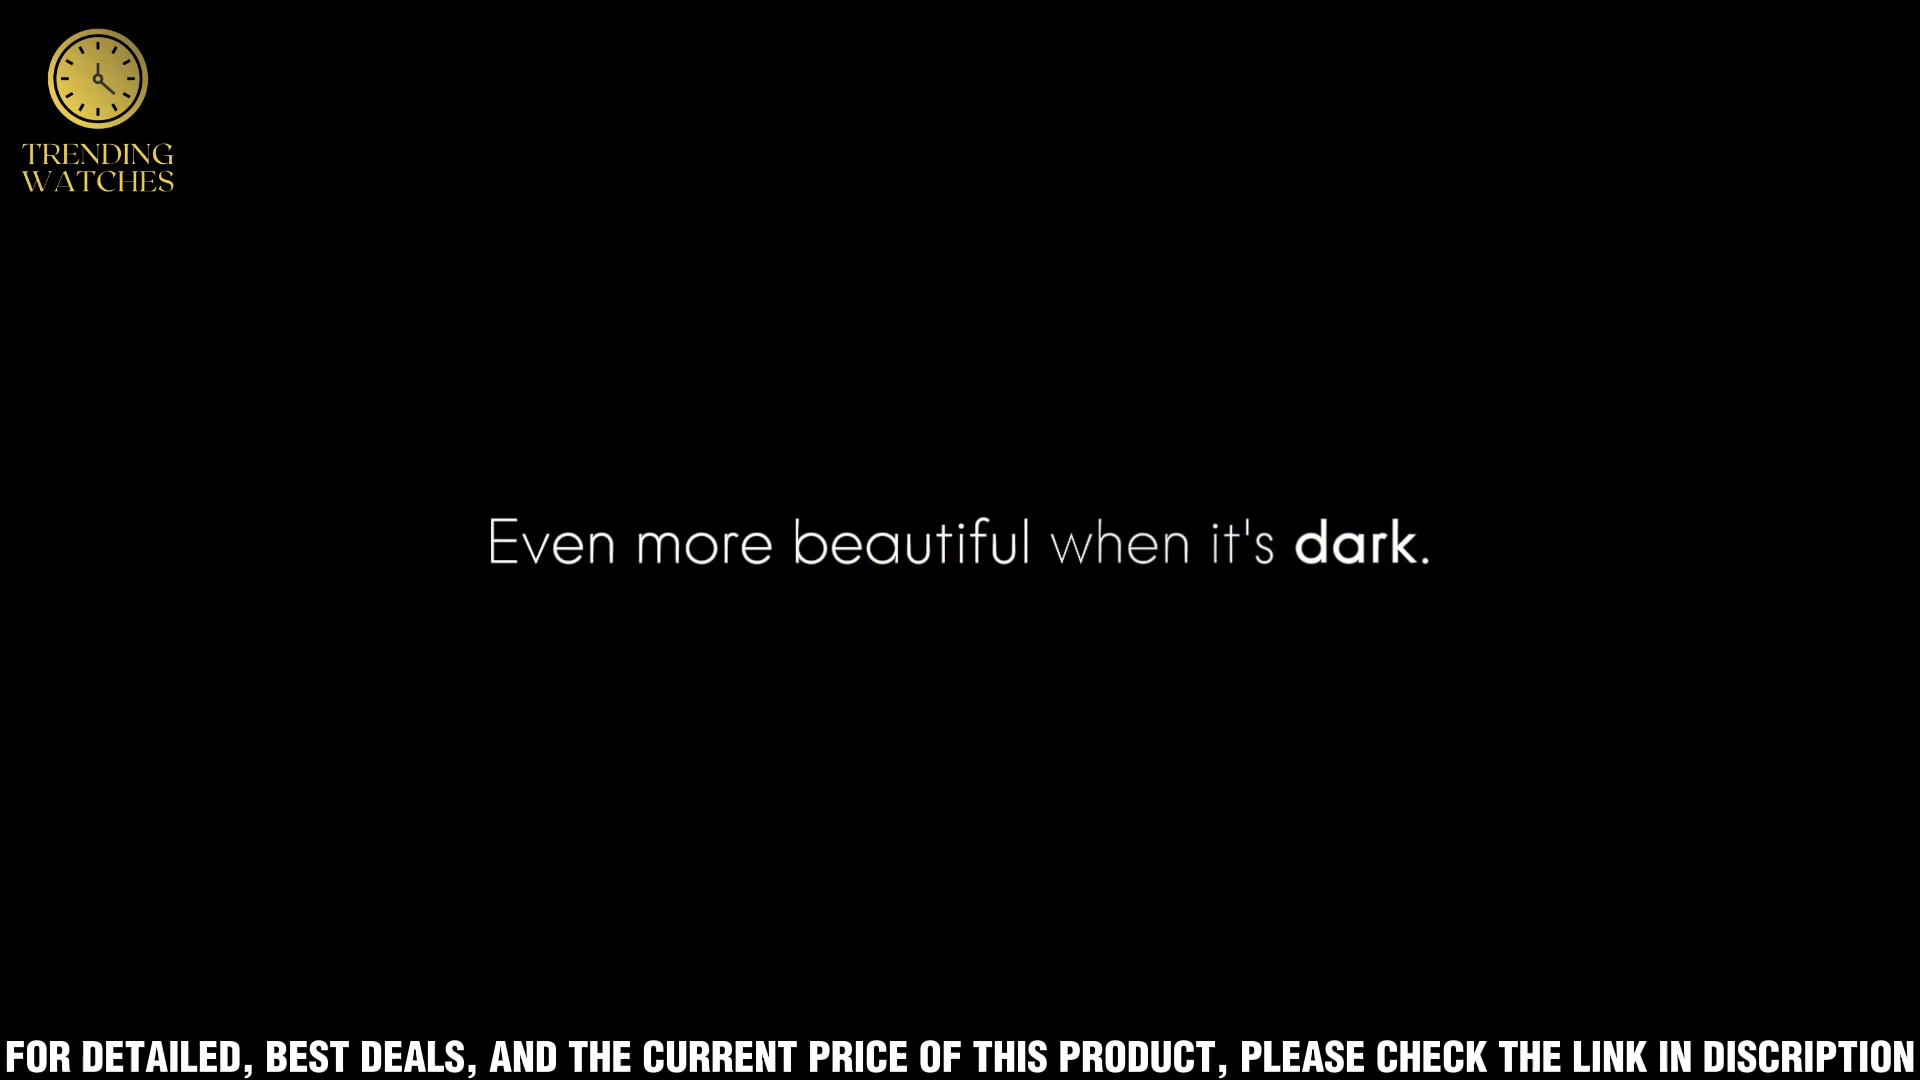 TRENDING
WATCHES
Even more beautiful when it's dark.
FOR DETAILED, BEST DEALS, AND THE CURRENT PRICE OF THIS PRODUCT, PLEASE CHECK THE LINK IN DISCRIPTION